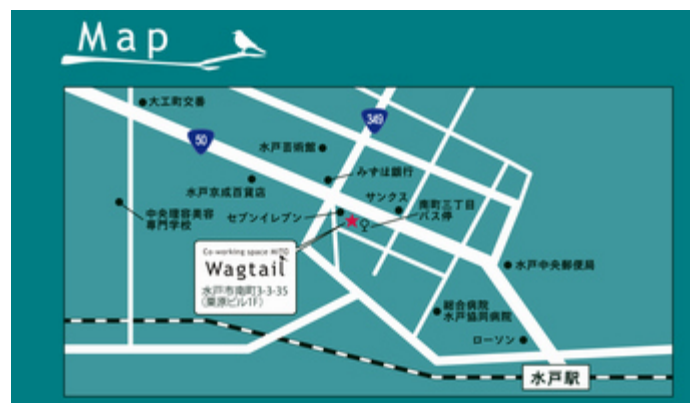 Map
大工町交番
349
50
水戸芸術館
みずほ銀行
水戸京成百貨店
サンクス
南町三丁目
バス停
セブンイレブン
中央理容美容
専門学校
Co-working space MITO
Wagtail
水戸市南町3-3-35
(栗原ビル1F)
水戸中央郵便局
総合病院
水戸協同病院
ローソン
水戸駅